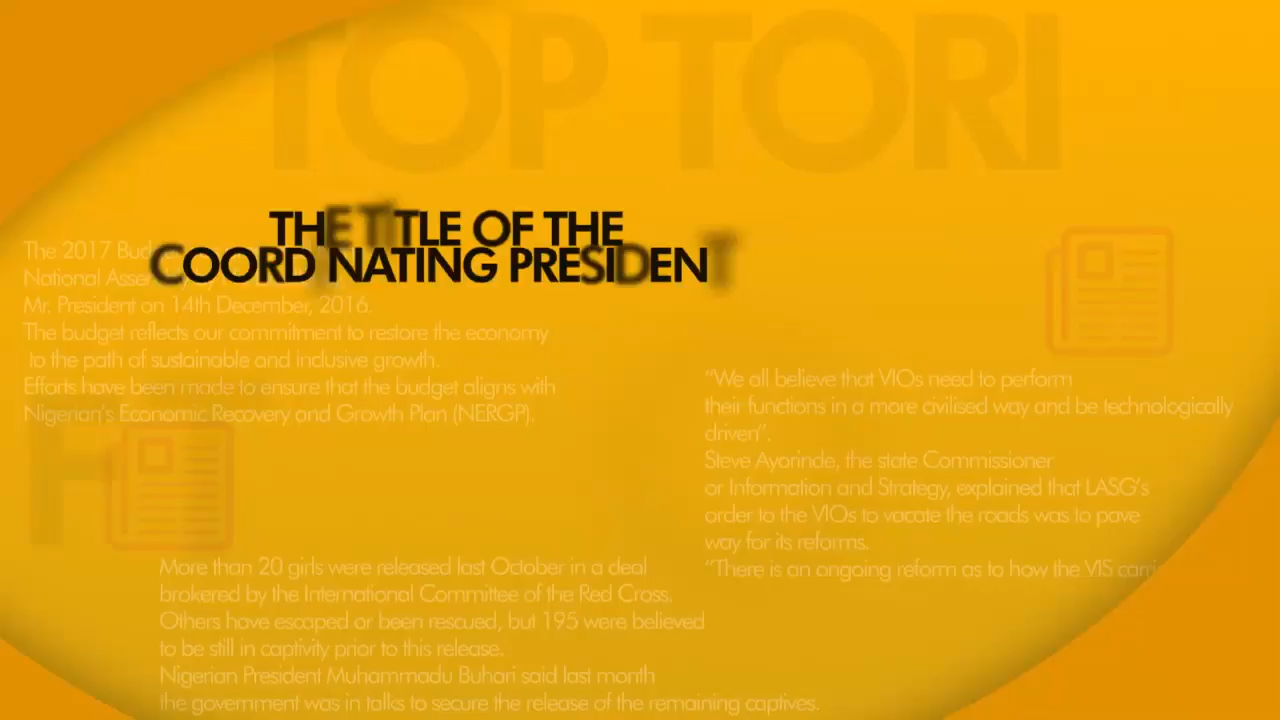 TOP TORI
THE TITLE OF THE
COORDINATING PRESIDENT
The 2017 Bud
National Assem
Mr. President on 14th December, 2016.
The budget reflects our commitment to restore the economy
to the path of sustainable and inclusive growth.
Efforts have been made to ensure that the budget aligns with
Nigerian's Economic Recovery and Growth Plan (NERGP).
"We all believe that VIOs need to perform
their functions in a more civilised way and be technologically
driven".
Steve Ayorinde, the state Commissioner
or Information and Strategy, explained that LASG's
order to the VIOs to vacate the roads was to pave
way for its reforms.
"There is an ongoing reform as to how the VIS carri
H
More than 20 girls were released last October in a deal
brokered by the International Committee of the Red Cross.
Others have escaped or been rescued, but 195 were believed
to be still in captivity prior to this release.
Nigerian President Muhammadu Buhari said last month
the government was in talks to secure the release of the remaining captives.